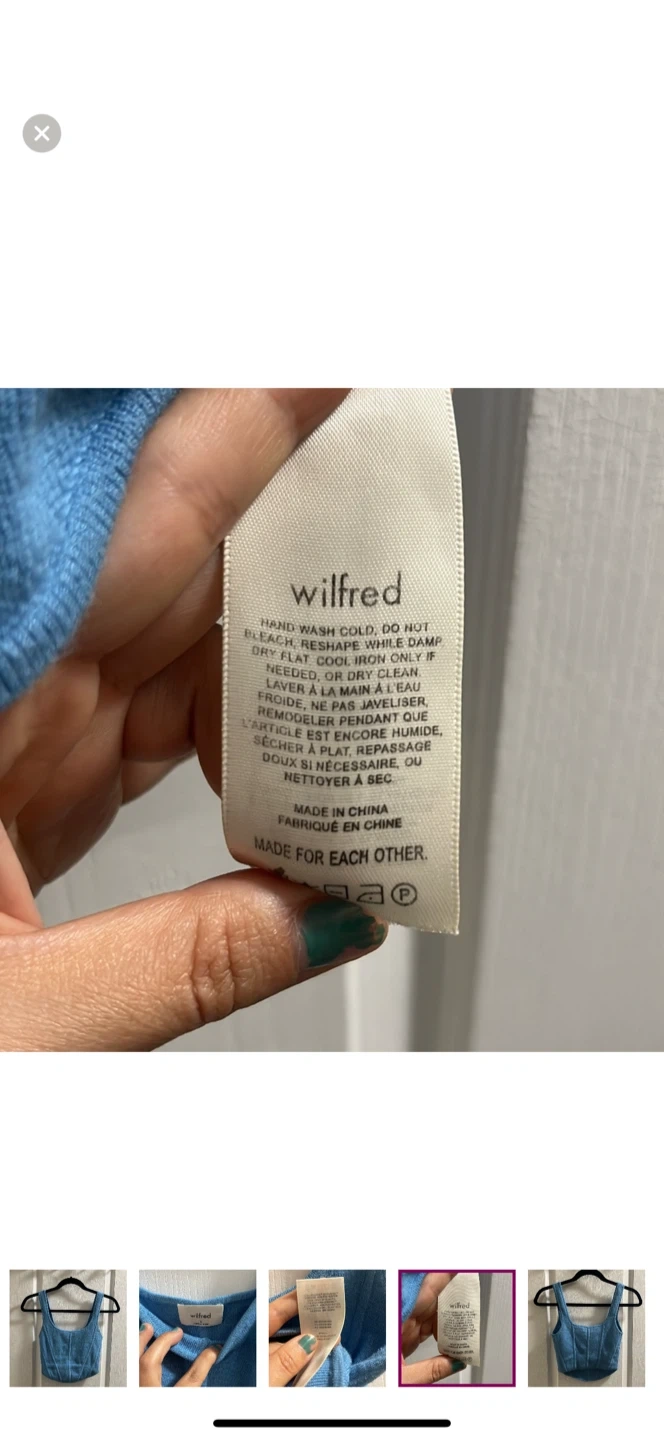 wilfred
HAND WASH COLD, DO NOT
BLEACH, RESHAPE WHILE DAMP
DRY FLAT, COOL IRON ONLY IF
NEEDED, OR DRY CLEAN.
LAVER À LA MAIN À L'EAU
FROIDE, NE PAS JAVELISER,
REMODELER PENDANT QUE
L'ARTICLE EST ENCORE HUMIDE,
SÉCHER À PLAT, REPASSAGE
DOUX SI NÉCESSAIRE, OU
NETTOYER À SEC.
MADE IN CHINA
FABRIQUÉ EN CHINE
MADE FOR EACH OTHER.
P
wilfred
wilfred